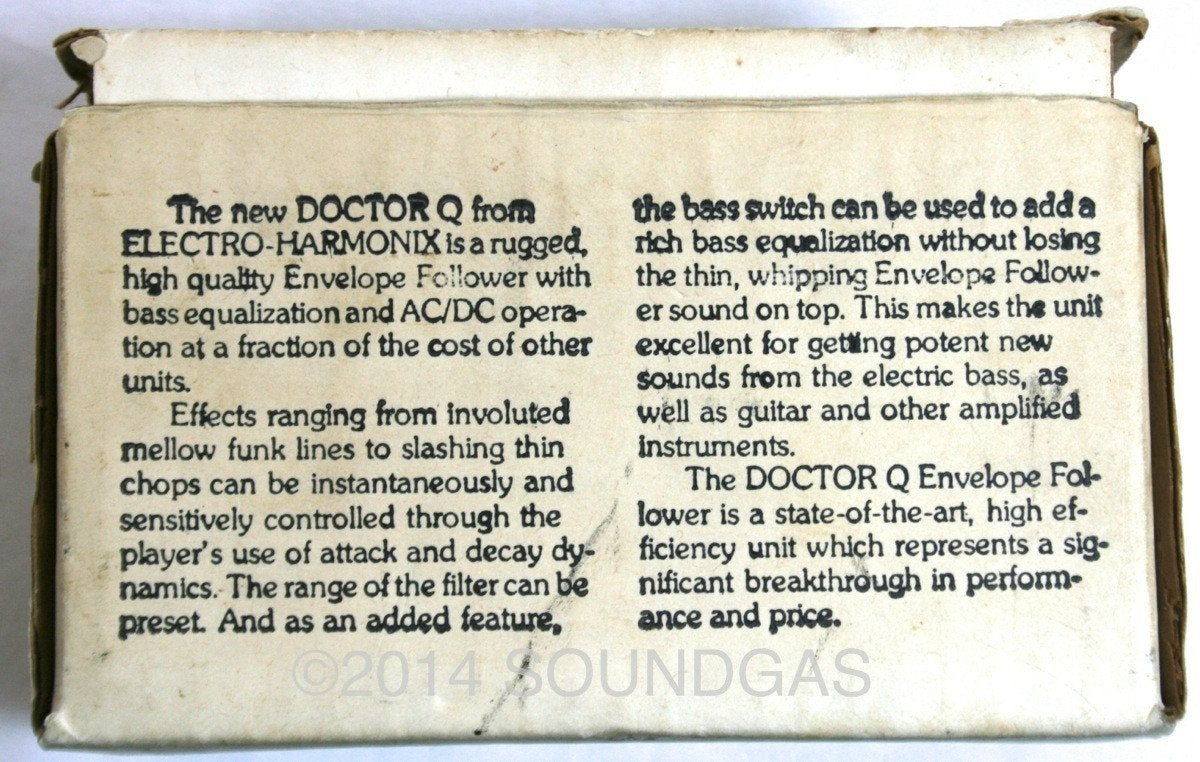 The new DOCTOR Q from
ELECTRO-HARMONIX is a rugged,
high quality Envelope Follower with
bass equalization and AC/DC opera-
tion at a fraction of the cost of other
units.
Effects ranging from involuted
mellow funk lines to slashing thin
chops can be instantaneously and
sensitively controlled through the
player's use of attack and decay dy-
namics. The range of the filter can be
preset. And as an added feature,
the bass switch can be used to add a
rich bass equalization without losing
the thin, whipping Envelope Follow-
er sound on top. This makes the unit
excellent for getting potent new
sounds from the electric bass, as
well as guitar and other amplified
instruments.
The DOCTOR Q Envelope Fol-
lower is a state-of-the-art, high ef-
ficiency unit which represents a sig-
nificant breakthrough in perform-
ance and price.
©2014 SOUNDGAS